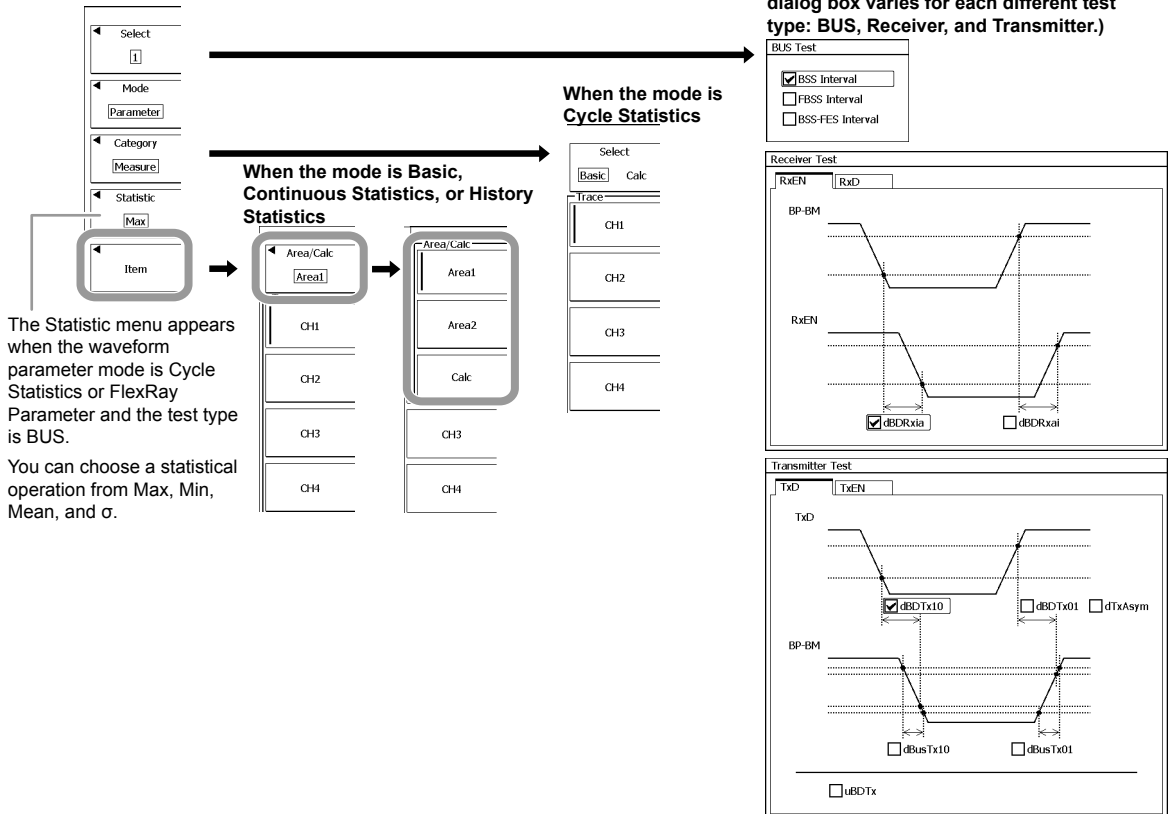 dialog box varies for each different test
type: BUS, Receiver, and Transmitter.)
Select
1
Mode
Parameter
Category
Measure
Statistic
Max
Item
The Statistic menu appears
when the waveform
parameter mode is Cycle
Statistics or FlexRay
Parameter and the test type
is BUS.
You can choose a statistical
operation from Max, Min,
Mean, and σ.
When the mode is Basic,
Continuous Statistics, or History
Statistics
Area/Calc
Area1
CH1
CH2
CH3
CH4
Area/Calc
Area1
Area2
Calc
CH3
CH4
When the mode is
Cycle Statistics
Select
Basic Calc
Trace
CH1
CH2
CH3
CH4
BUS Test
BSS Interval
FBSS Interval
BSS-FES Interval
Receiver Test
RxEN RxD
BP-BM
RxEN
dBDRxia dBDRxai
Transmitter Test
TxD TxEN
TxD
dBDTx10 dBDTx01 dTxAsym
BP-BM
dBusTx10 dBusTx01
uBDTx